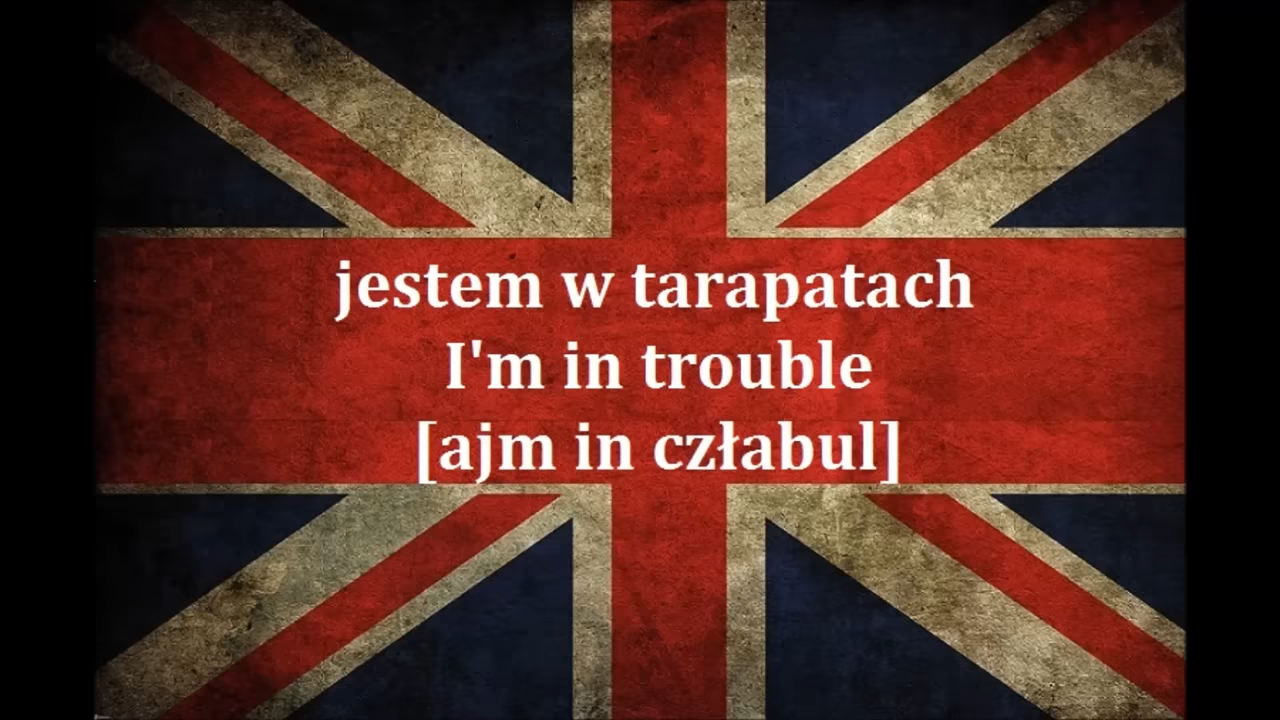 jestem w tarapatach
I'm in trouble
[ajm in człabul]